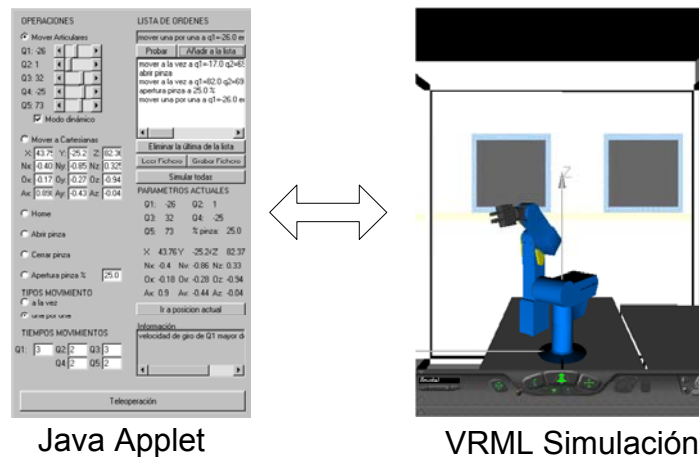 OPERACIONES
Mover Articulares
Q1: -26
Q2: 1
Q3: 32
Q4: -25
Q5: 73
Modo dinámico
Mover a Cartesianas
X: 43.75 Y: -25.2 Z: 82.36
Nx: -0.40 Ny: -0.85 Nz: 0.325
Ox: -0.17 Oy: -0.27 Oz: -0.94
Ax: 0.898 Ay: -0.43 Az: -0.04
Home
Abrir pinza
Cerrar pinza
Apertura pinza % 25.0
TIPOS MOVIMIENTO
a la vez
una por una
TIEMPOS MOVIMIENTOS
Q1: 3 Q2: 2 Q3: 3
Q4: 2 Q5: 2
LISTA DE ORDENES
mover una por una a q1=-26.0 en
Probar Añadir a la lista
mover a la vez a q1=-17.0 q2=65
abrir pinza
mover a la vez a q1=82.0 q2=69
apertura pinza a 25.0 %
mover una por una a q1=-26.0 en
Eliminar la última de la lista
Leer Fichero Grabar Fichero
Simular todas
PARAMETROS ACTUALES
Q1: -26 Q2: 1
Q3: 32 Q4: -25
Q5: 73 % pinza: 25.0
X: 43.76 Y: -25.24 Z: 82.37
Nx: -0.4 Ny: -0.86 Nz: 0.33
Ox: -0.18 Oy: -0.28 Oz: -0.94
Ax: 0.9 Ay: -0.44 Az: -0.04
Ir a posicion actual
Información
velocidad de giro de Q1 mayor d
Teleoperación
Z
Java Applet
VRML Simulación